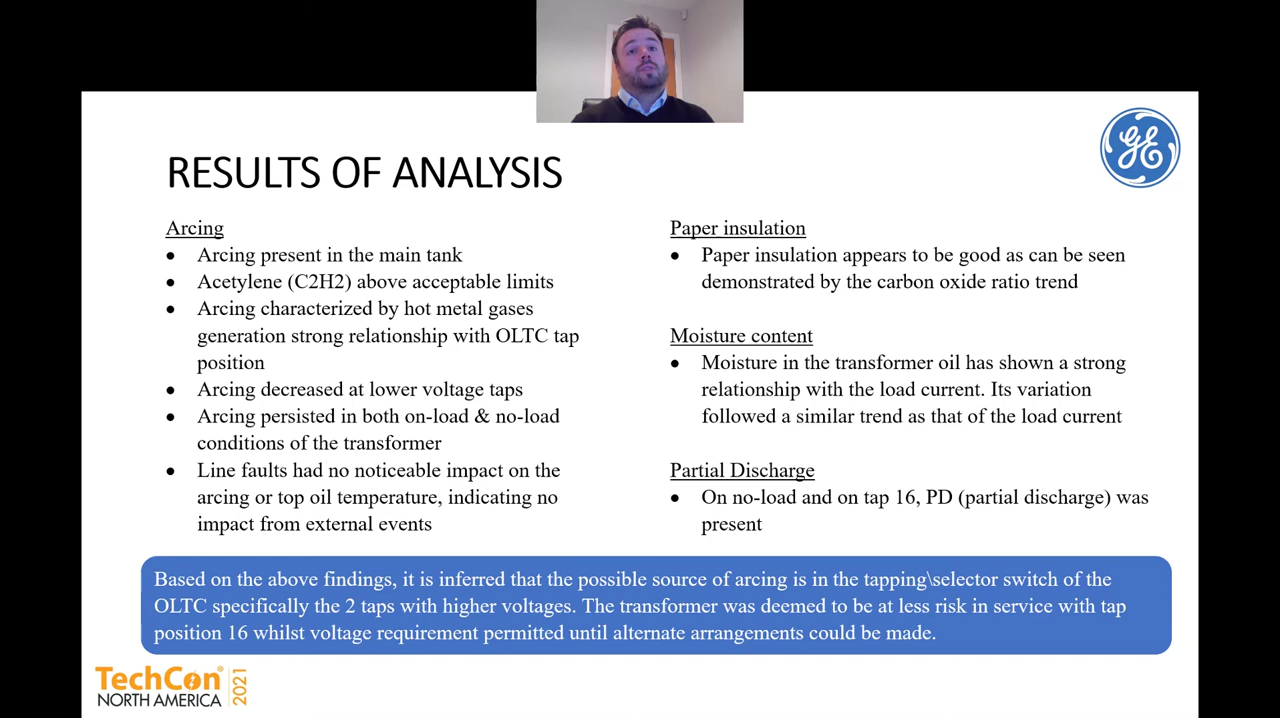 RESULTS OF ANALYSIS
GE
Arcing
• Arcing present in the main tank
• Acetylene (C2H2) above acceptable limits
• Arcing characterized by hot metal gases
generation strong relationship with OLTC tap
position
• Arcing decreased at lower voltage taps
• Arcing persisted in both on-load & no-load
conditions of the transformer
• Line faults had no noticeable impact on the
arcing or top oil temperature, indicating no
impact from external events
Paper insulation
• Paper insulation appears to be good as can be seen
demonstrated by the carbon oxide ratio trend
Moisture content
• Moisture in the transformer oil has shown a strong
relationship with the load current. Its variation
followed a similar trend as that of the load current
Partial Discharge
• On no-load and on tap 16, PD (partial discharge) was
present
Based on the above findings, it is inferred that the possible source of arcing is in the tapping\selector switch of the
OLTC specifically the 2 taps with higher voltages. The transformer was deemed to be at less risk in service with tap
position 16 whilst voltage requirement permitted until alternate arrangements could be made.
TechCon®
NORTH AMERICA
2021